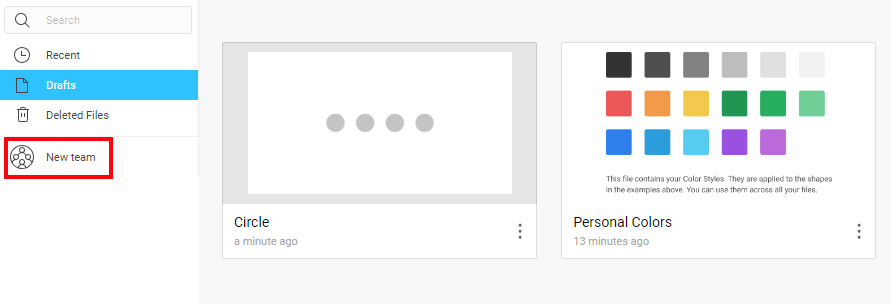 Search
Recent
Drafts
Deleted Files
New team
Circle
a minute ago
This file contains your Color Styles. They are applied to the shapes
in the examples above. You can use them across all your files.
Personal Colors
13 minutes ago